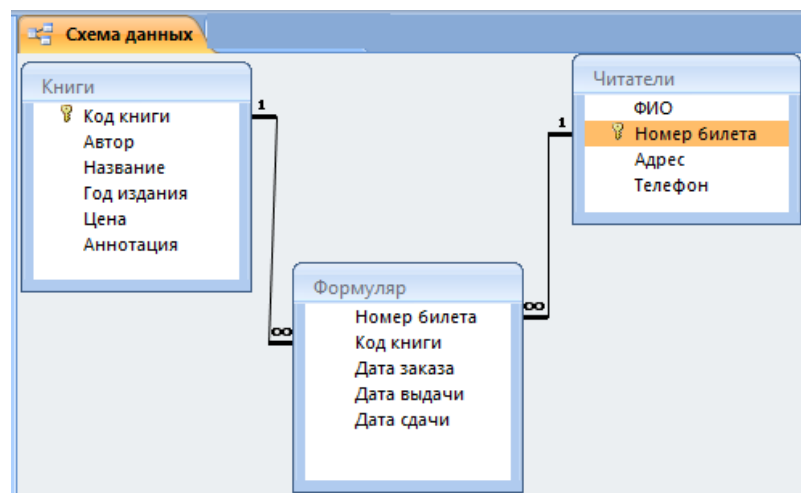 Схема данных
Книги
Код книги
Автор
Название
Год издания
Цена
Аннотация
1
∞
Формуляр
Номер билета
Код книги
Дата заказа
Дата выдачи
Дата сдачи
∞
1
Читатели
ФИО
Номер билета
Адрес
Телефон